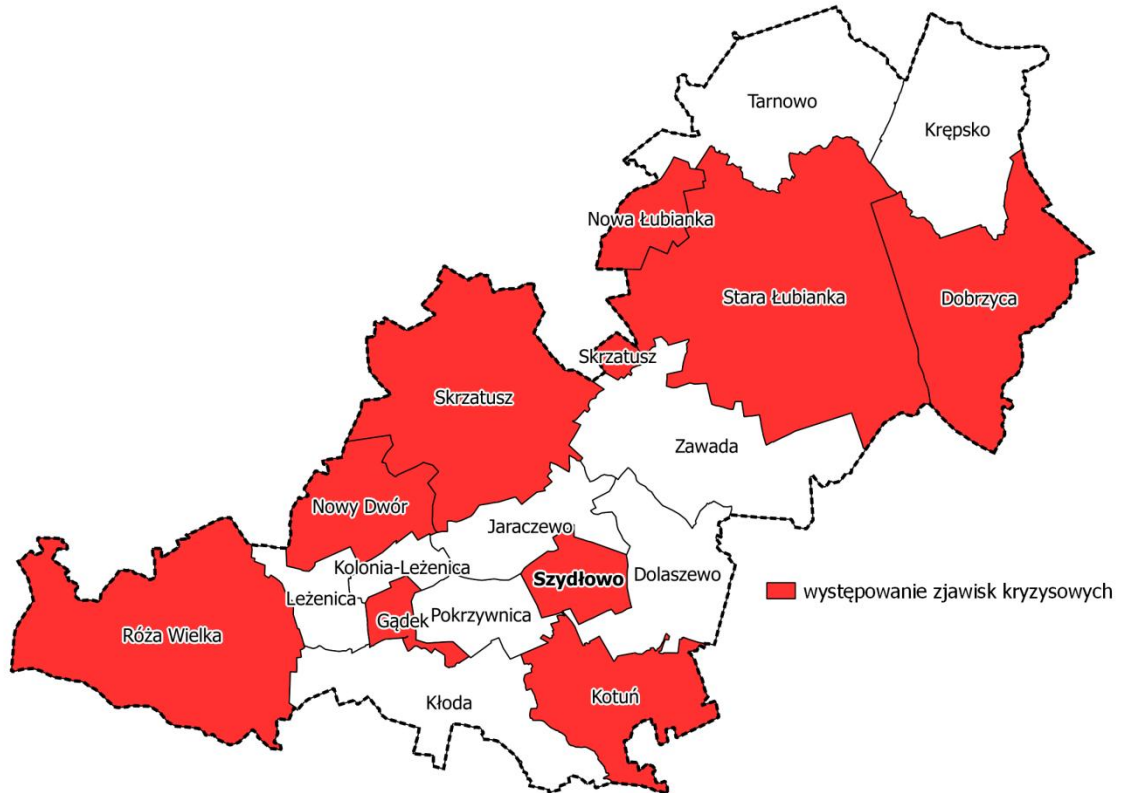 Tarnowo
Krępsko
Nowa Łubianka
Stara Łubianka
Dobrzyca
Skrzatusz
Skrzatusz
Zawada
Nowy Dwór
Jaraczewo
Kolonia-Leżenica
Szydłowo
Dolaszewo
Leżenica
występowanie zjawisk kryzysowych
Gądek
Pokrzywnica
Róża Wielka
Kotuń
Kłoda